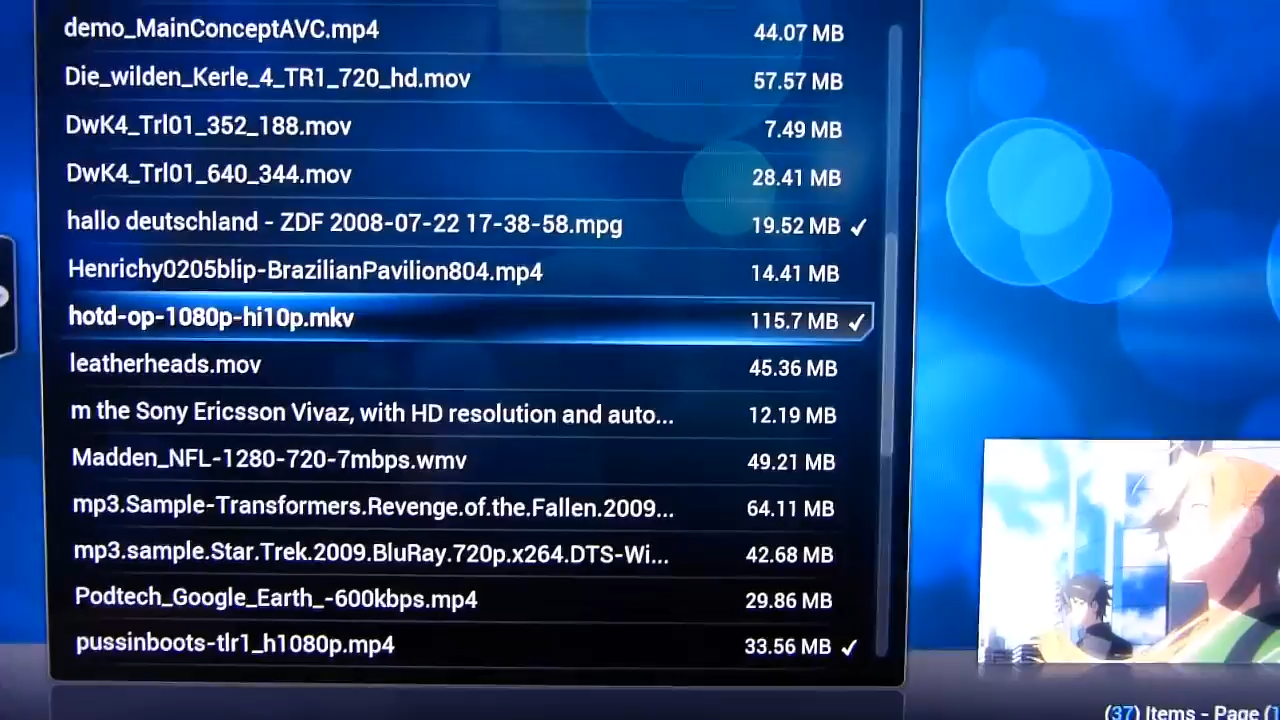 demo_MainConceptAVC.mp4 44.07 MB
Die_wilden_Kerle_4_TR1_720_hd.mov 57.57 MB
DwK4_Trl01_352_188.mov 7.49 MB
DwK4_Trl01_640_344.mov 28.41 MB
hallo deutschland - ZDF 2008-07-22 17-38-58.mpg 19.52 MB ✓
Henrichy0205blip-BrazilianPavilion804.mp4 14.41 MB
hotd-op-1080p-hi10p.mkv 115.7 MB ✓
leatherheads.mov 45.36 MB
m the Sony Ericsson Vivaz, with HD resolution and auto... 12.19 MB
Madden_NFL-1280-720-7mbps.wmv 49.21 MB
mp3.Sample-Transformers.Revenge.of.the.Fallen.2009... 64.11 MB
mp3.sample.Star.Trek.2009.BluRay.720p.x264.DTS-Wi... 42.68 MB
Podtech_Google_Earth_-600kbps.mp4 29.86 MB
pussinboots-tlr1_h1080p.mp4 33.56 MB ✓
(37) Items - Page (1